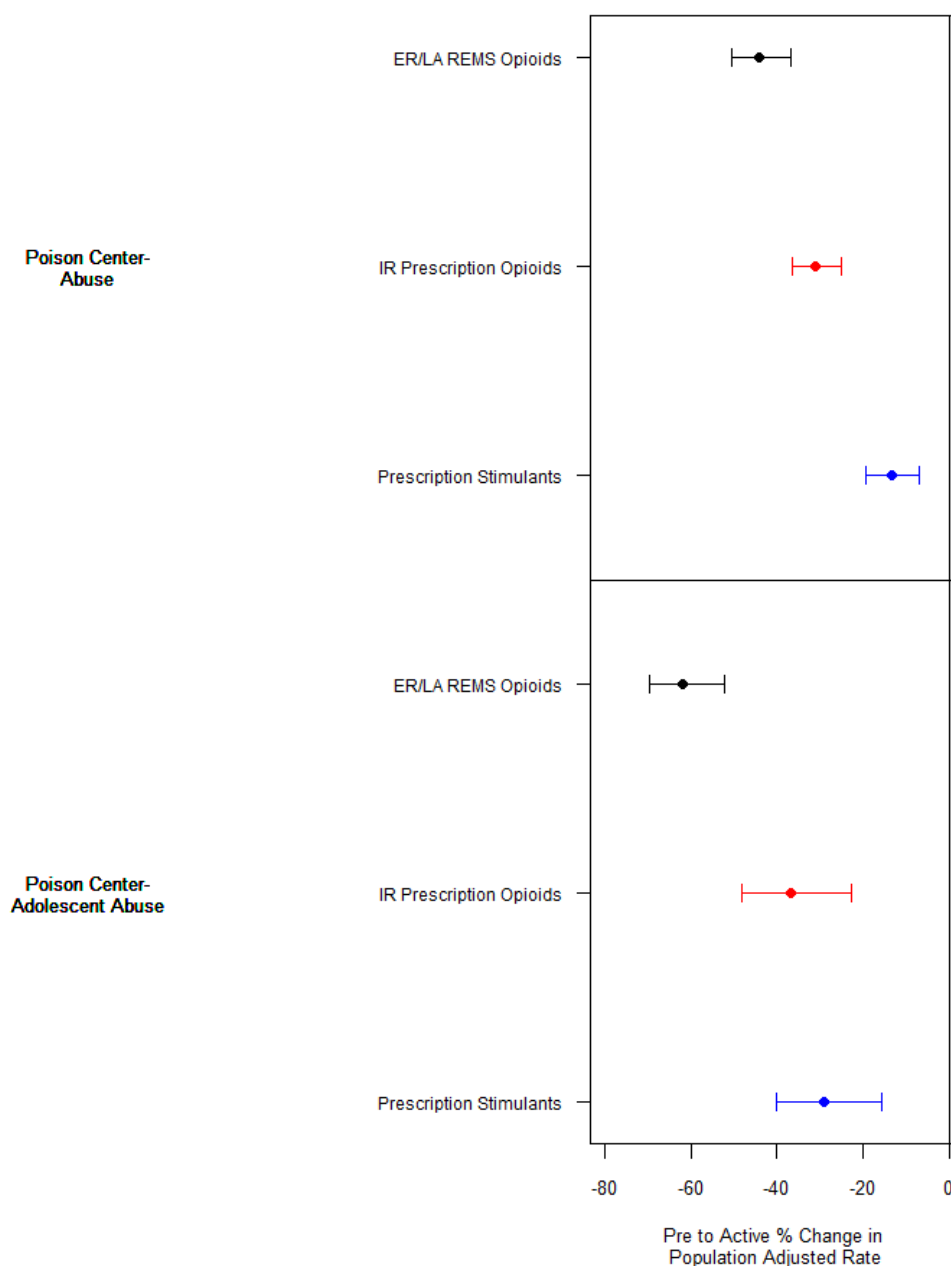 ER/LA REMS Opioids
Poison Center-
Abuse
IR Prescription Opioids
Prescription Stimulants
ER/LA REMS Opioids
Poison Center-
Adolescent Abuse
IR Prescription Opioids
Prescription Stimulants
-80 -60 -40 -20 0
Pre to Active % Change in
Population Adjusted Rate